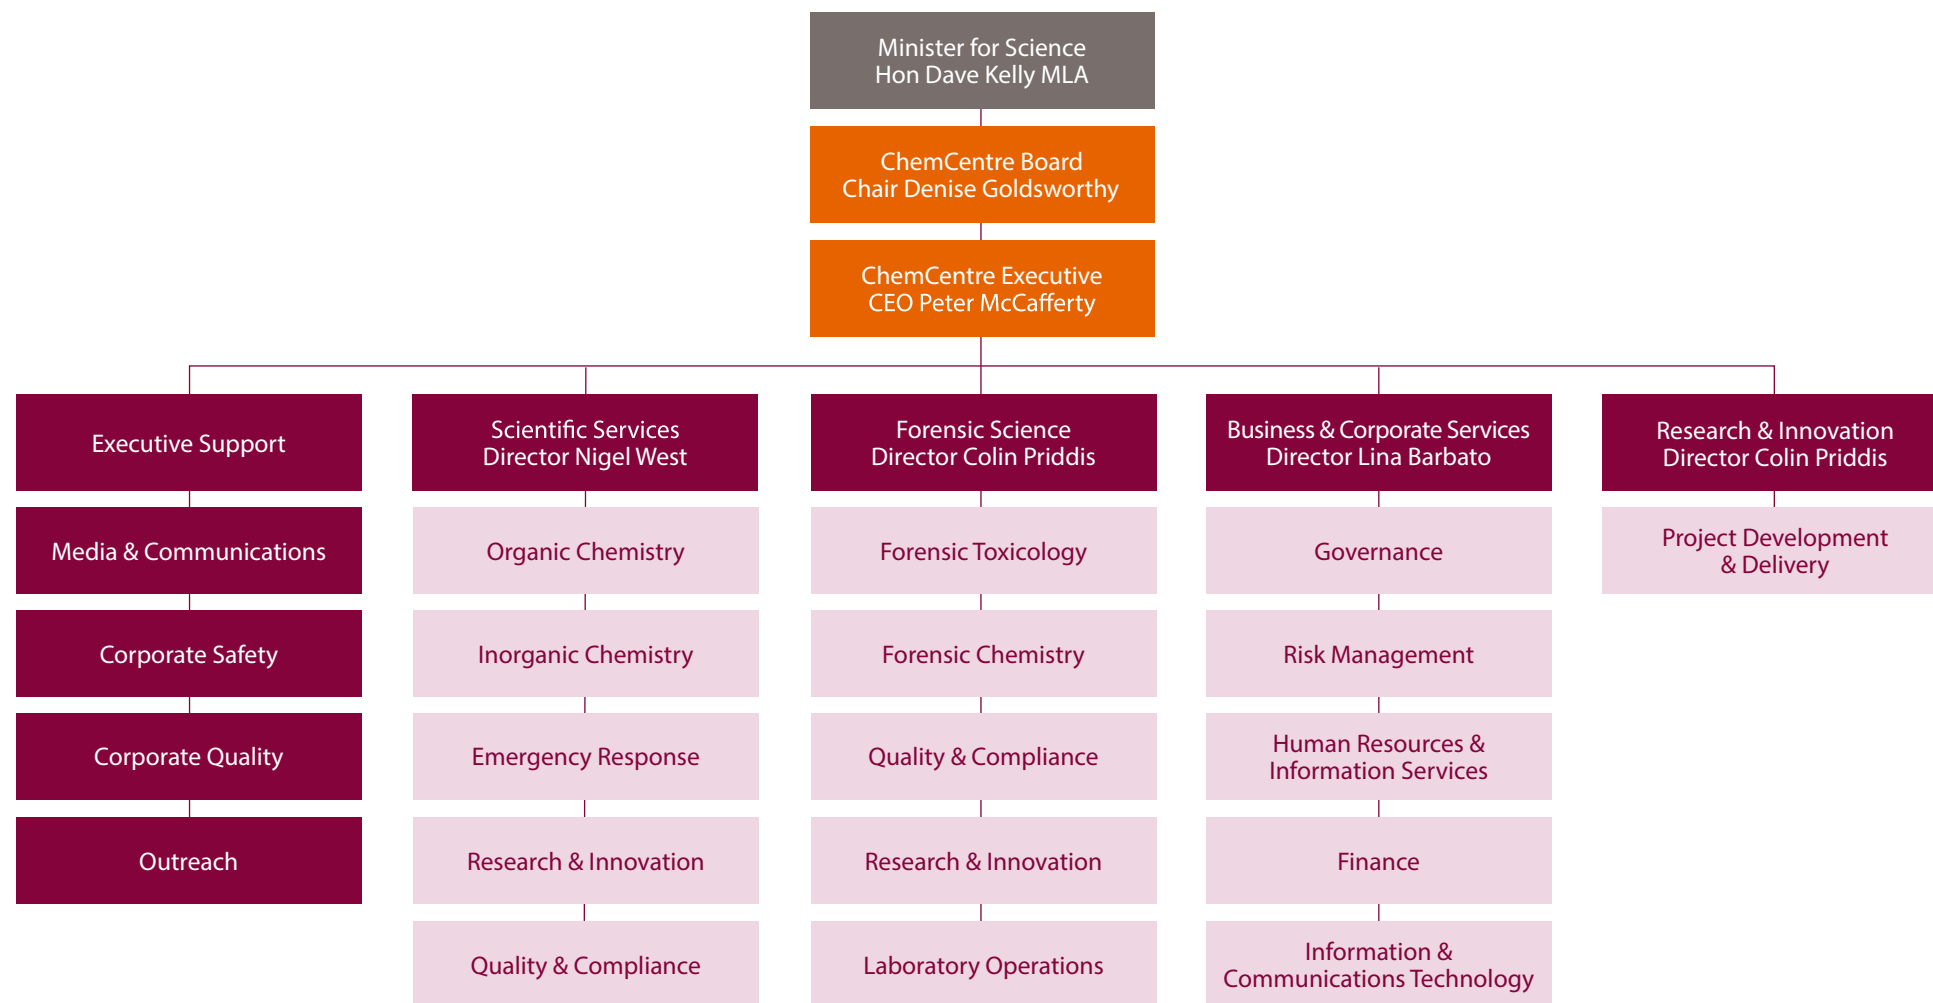 Minister for Science
Hon Dave Kelly MLA
ChemCentre Board
Chair Denise Goldsworthy
ChemCentre Executive
CEO Peter McCafferty
Executive Support
Media & Communications
Corporate Safety
Corporate Quality
Outreach
Scientific Services
Director Nigel West
Organic Chemistry
Inorganic Chemistry
Emergency Response
Research & Innovation
Quality & Compliance
Forensic Science
Director Colin Priddis
Forensic Toxicology
Forensic Chemistry
Quality & Compliance
Research & Innovation
Laboratory Operations
Business & Corporate Services
Director Lina Barbato
Governance
Risk Management
Human Resources &
Information Services
Finance
Information &
Communications Technology
Research & Innovation
Director Colin Priddis
Project Development
& Delivery